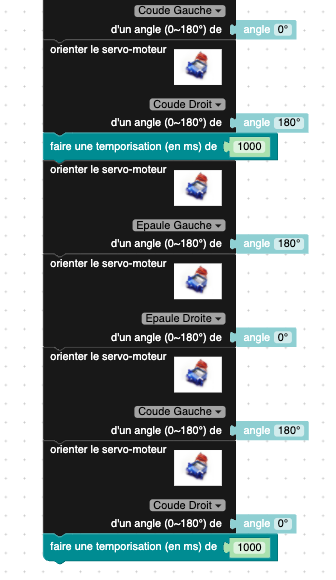 Coude Gauche
d'un angle (0~180°) de angle 0°
orienter le servo-moteur
Coude Droit
d'un angle (0~180°) de angle 180°
faire une temporisation (en ms) de 1000
orienter le servo-moteur
Epaule Gauche
d'un angle (0~180°) de angle 180°
orienter le servo-moteur
Epaule Droite
d'un angle (0~180°) de angle 0°
orienter le servo-moteur
Coude Gauche
d'un angle (0~180°) de angle 180°
orienter le servo-moteur
Coude Droit
d'un angle (0~180°) de angle 0°
faire une temporisation (en ms) de 1000